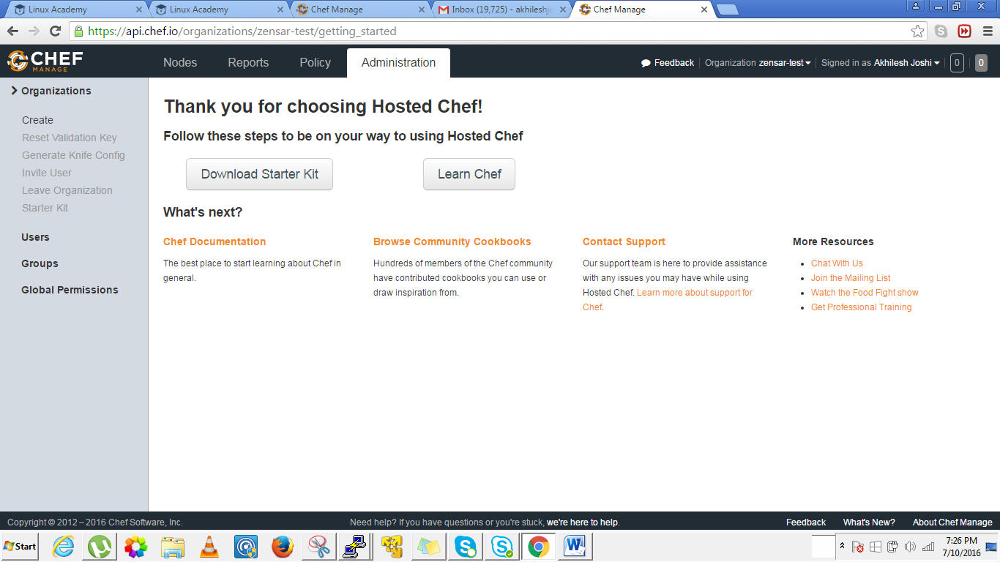 Linux Academy
Linux Academy
Chef Manage
Inbox (19,725) - akhileshjo
Chef Manage
https://api.chef.io/organizations/zensar-test/getting_started
CHEF
MANAGE
Nodes
Reports
Policy
Administration
Feedback
Organization zensar-test
Signed in as Akhilesh Joshi
0
0
Organizations
Create
Reset Validation Key
Generate Knife Config
Invite User
Leave Organization
Starter Kit
Users
Groups
Global Permissions
Thank you for choosing Hosted Chef!
Follow these steps to be on your way to using Hosted Chef
Download Starter Kit
Learn Chef
What's next?
Chef Documentation
The best place to start learning about Chef in
general.
Browse Community Cookbooks
Hundreds of members of the Chef community
have contributed cookbooks you can use or
draw inspiration from.
Contact Support
Our support team is here to provide assistance
with any issues you may have while using
Hosted Chef. Learn more about support for
Chef.
More Resources
Chat With Us
Join the Mailing List
Watch the Food Fight show
Get Professional Training
Copyright © 2012 – 2016 Chef Software, Inc.
Need help? If you have questions or you're stuck, we're here to help.
Feedback
What's New?
About Chef Manage
Start
7:26 PM
7/10/2016